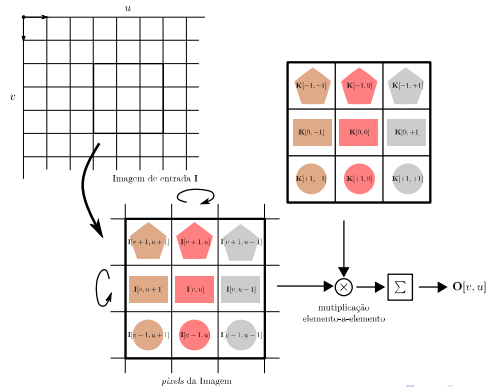 u
v
Imagem de entrada I
K[−1,−1] K[−1,0] K[−1,+1]
K[0,−1] K[0,0] K[0,+1]
K[+1,−1] K[+1,0] K[+1,+1]
I[v+1,u+1] I[v+1,u] I[v+1,u−1]
I[v,u+1] I[v,u] I[v,u−1]
I[v−1,u+1] I[v−1,u] I[v−1,u−1]
× ∑ O[v,u]
mutiplicação
elemento-a-elemento
pixels da Imagem